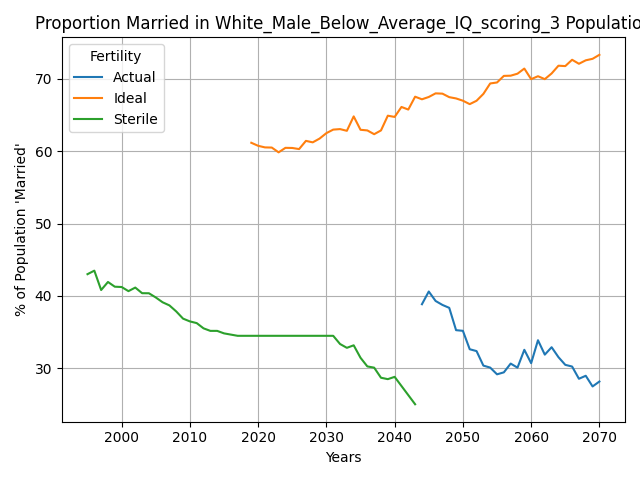 Proportion Married in White_Male_Below_Average_IQ_scoring_3 Populatio
Fertility
Actual
Ideal
Sterile
% of Population 'Married'
70
60
50
40
30
2000 2010 2020 2030 2040 2050 2060 2070
Years